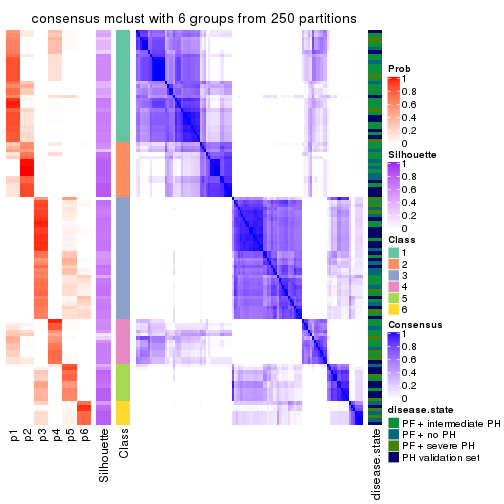 consensus mclust with 6 groups from 250 partitions
Prob
1
0.8
0.6
0.4
0.2
0
Silhouette
1
0.8
0.6
0.4
0.2
0
Class
1
2
3
4
5
6
Consensus
1
0.8
0.6
0.4
0.2
0
disease.state
PF + intermediate PH
PF + no PH
PF + severe PH
PH validation set
p1
p2
p3
p4
p5
p6
Silhouette
Class
disease.state